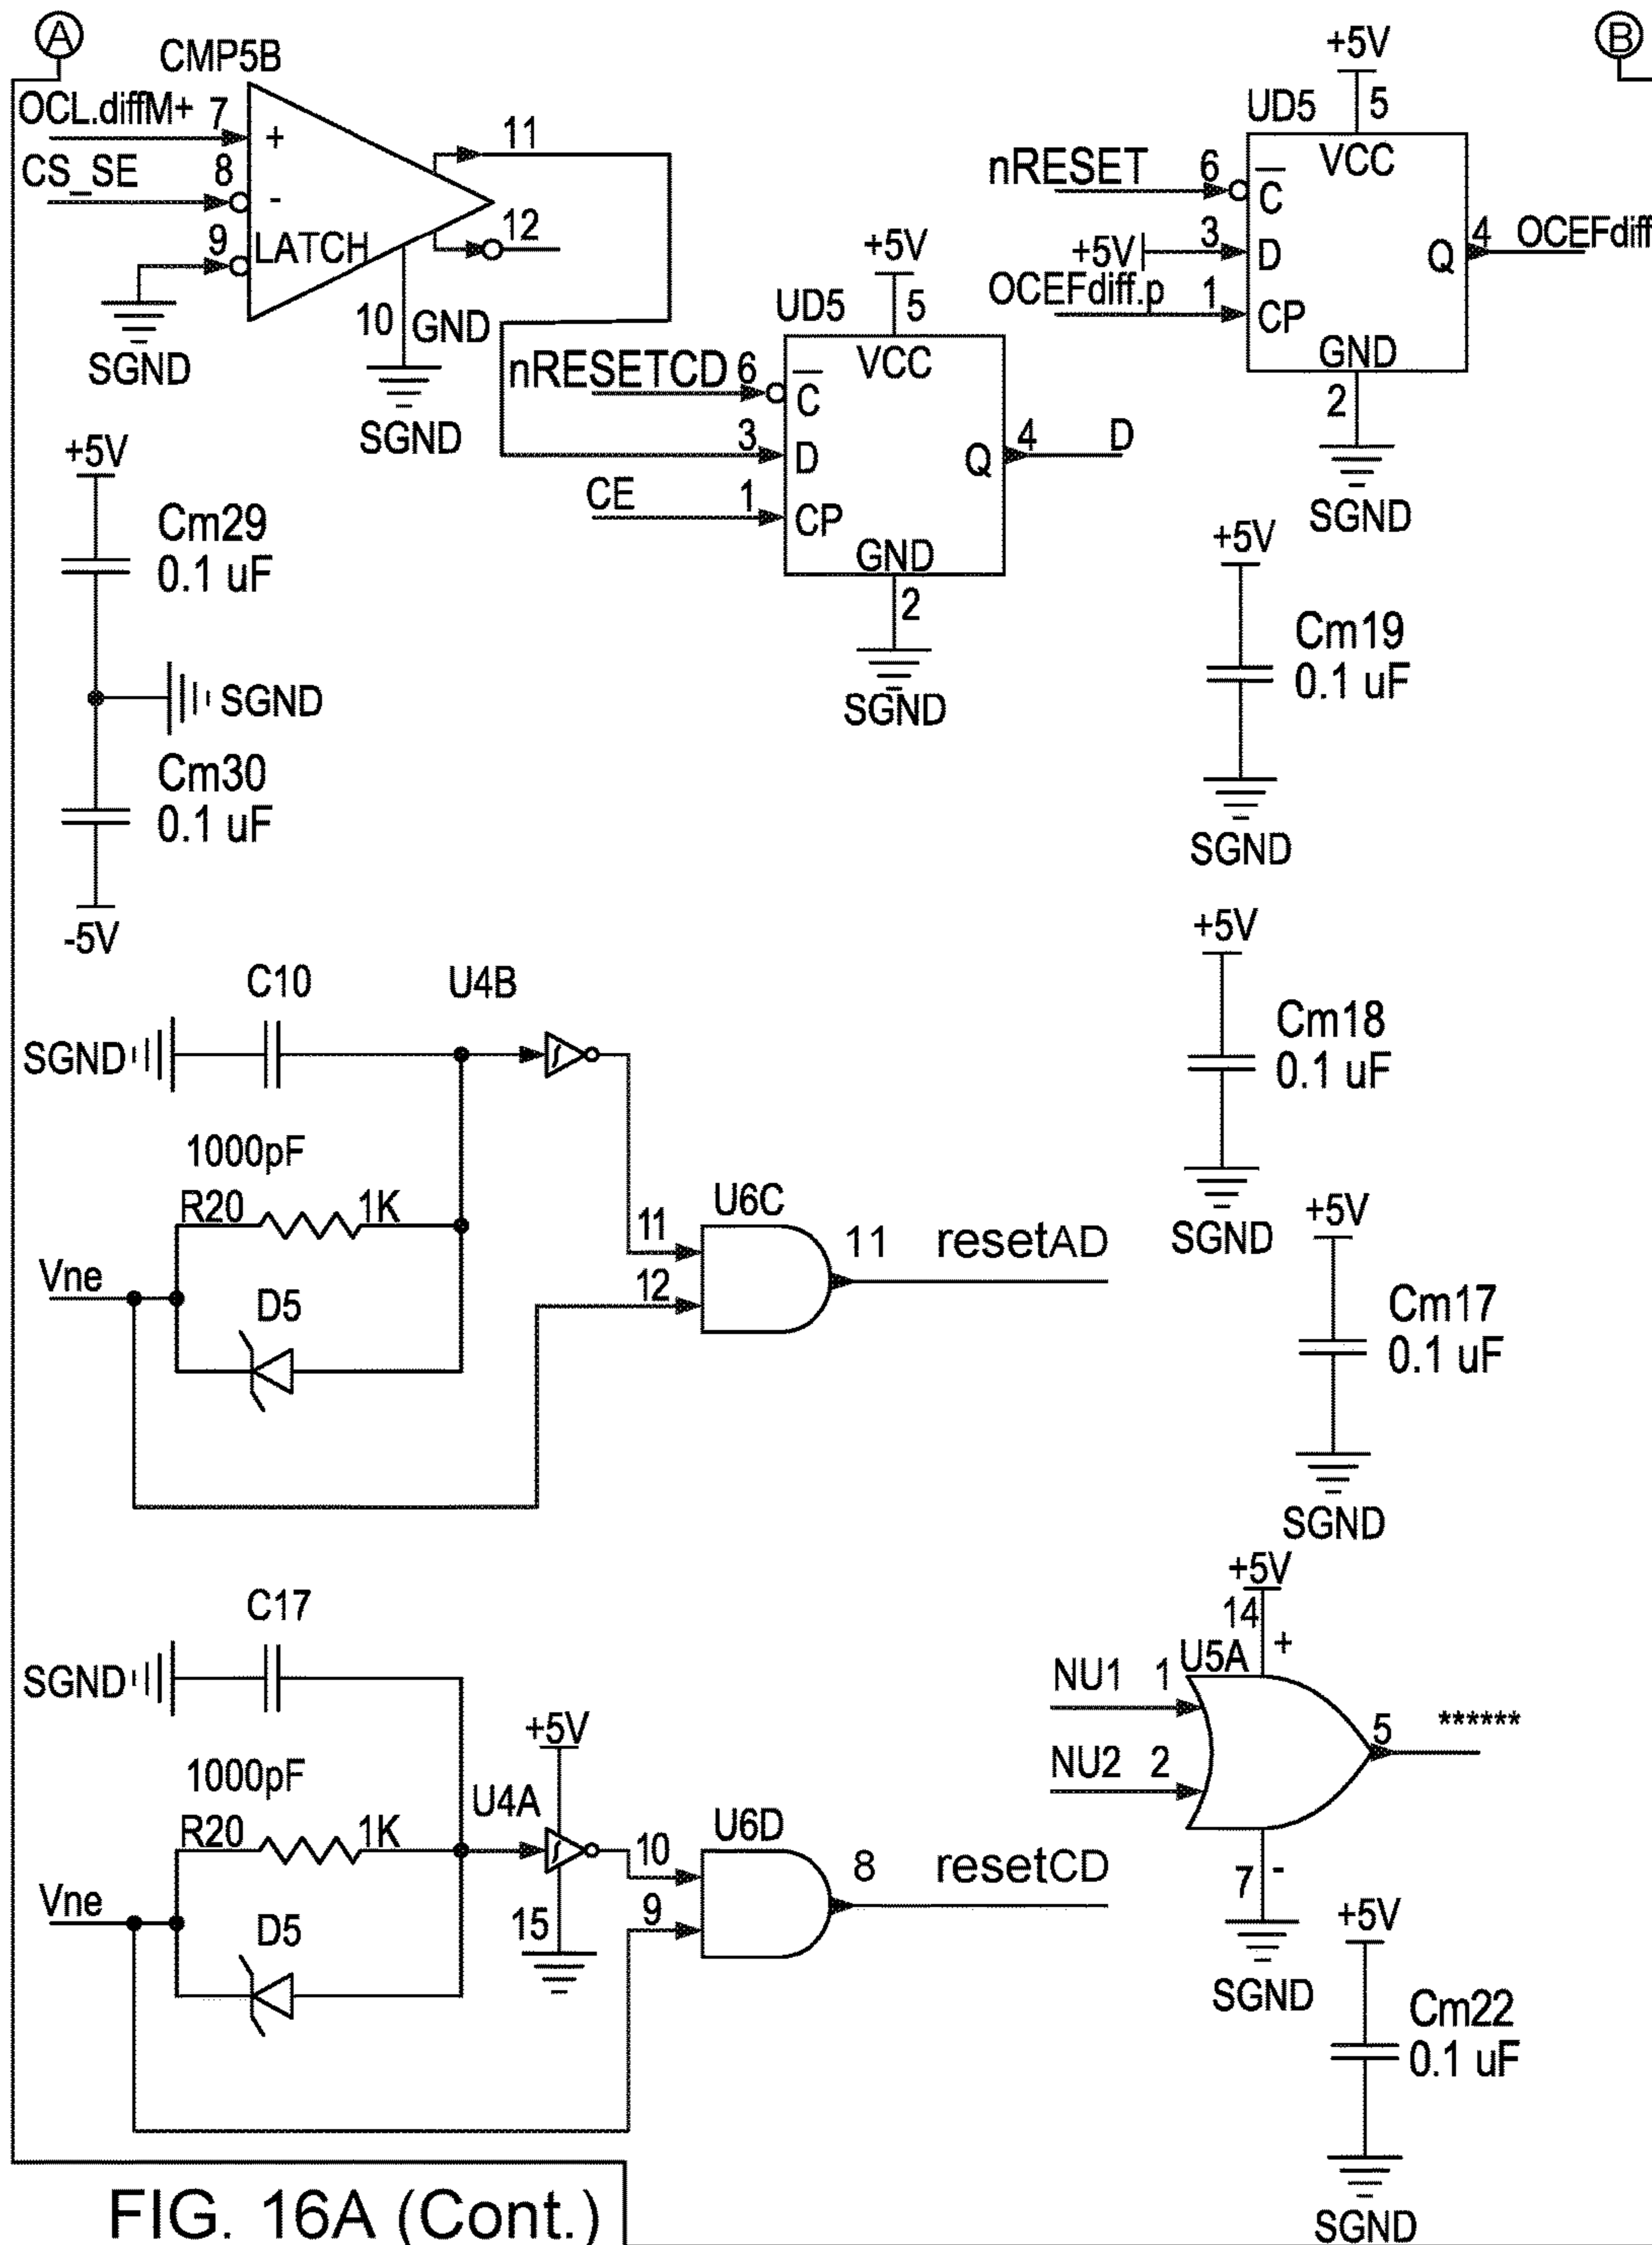 A
B
CMP5B
OCL.diffM+
7
+
CS_SE
8
-
9
LATCH
SGND
10
GND
SGND
11
12
+5V
UD5
5
VCC
nRESET
6
C
+5V
3
D
OCEFdiff.p
1
CP
Q
4
OCEFdiff
GND
2
SGND
+5V
UD5
5
VCC
nRESETCD
6
C
3
D
CE
1
CP
Q
4
D
GND
2
SGND
+5V
Cm29
0.1 uF
SGND
Cm30
0.1 uF
-5V
+5V
Cm19
0.1 uF
SGND
+5V
Cm18
0.1 uF
SGND
+5V
Cm17
0.1 uF
SGND
C10
U4B
SGND
1000pF
R20
1K
Vne
D5
11
12
U6C
11
resetAD
C17
SGND
1000pF
R20
1K
Vne
D5
+5V
U4A
15
10
9
U6D
8
resetCD
+5V
14
+
U5A
NU1
1
NU2
2
5
******
7
-
SGND
+5V
Cm22
0.1 uF
SGND
FIG. 16A (Cont.)